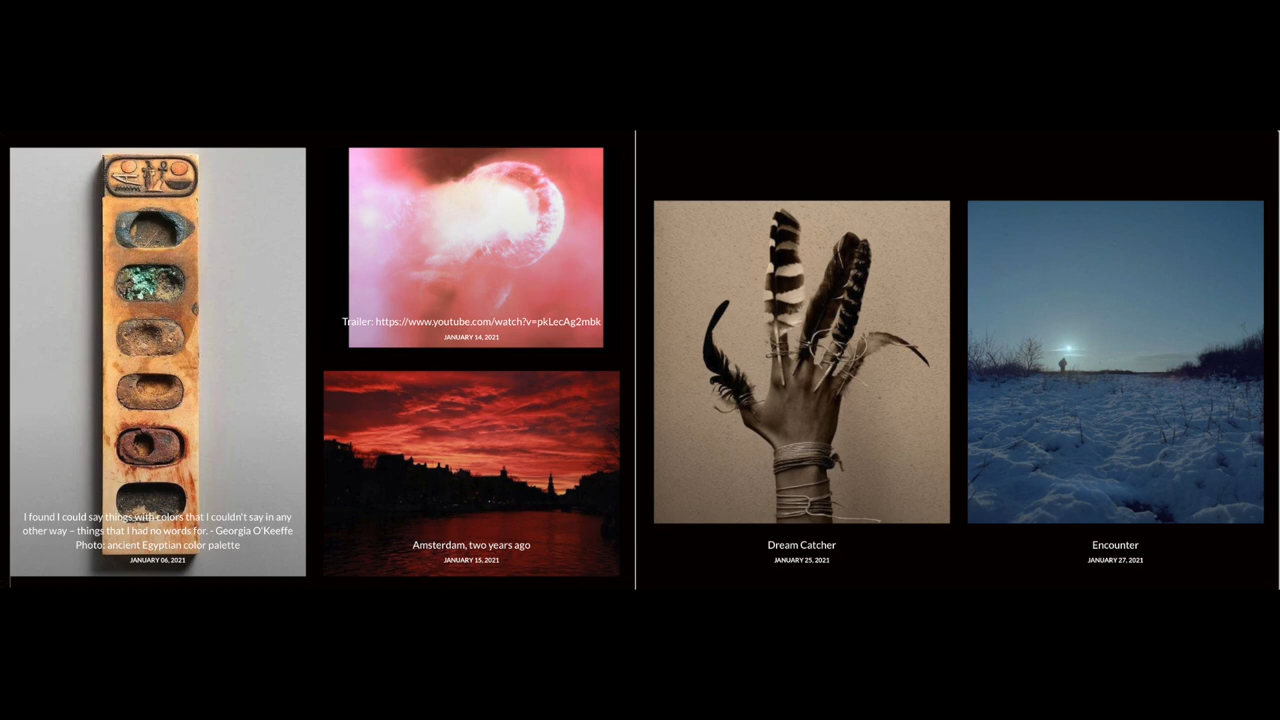 I found I could say things with colors that I couldn't say in any
other way – things that I had no words for. - Georgia O'Keeffe
Photo: ancient Egyptian color palette
JANUARY 06, 2021
Trailer: https://www.youtube.com/watch?v=pkLecAg2mbk
JANUARY 14, 2021
Amsterdam, two years ago
JANUARY 15, 2021
Dream Catcher
JANUARY 25, 2021
Encounter
JANUARY 27, 2021